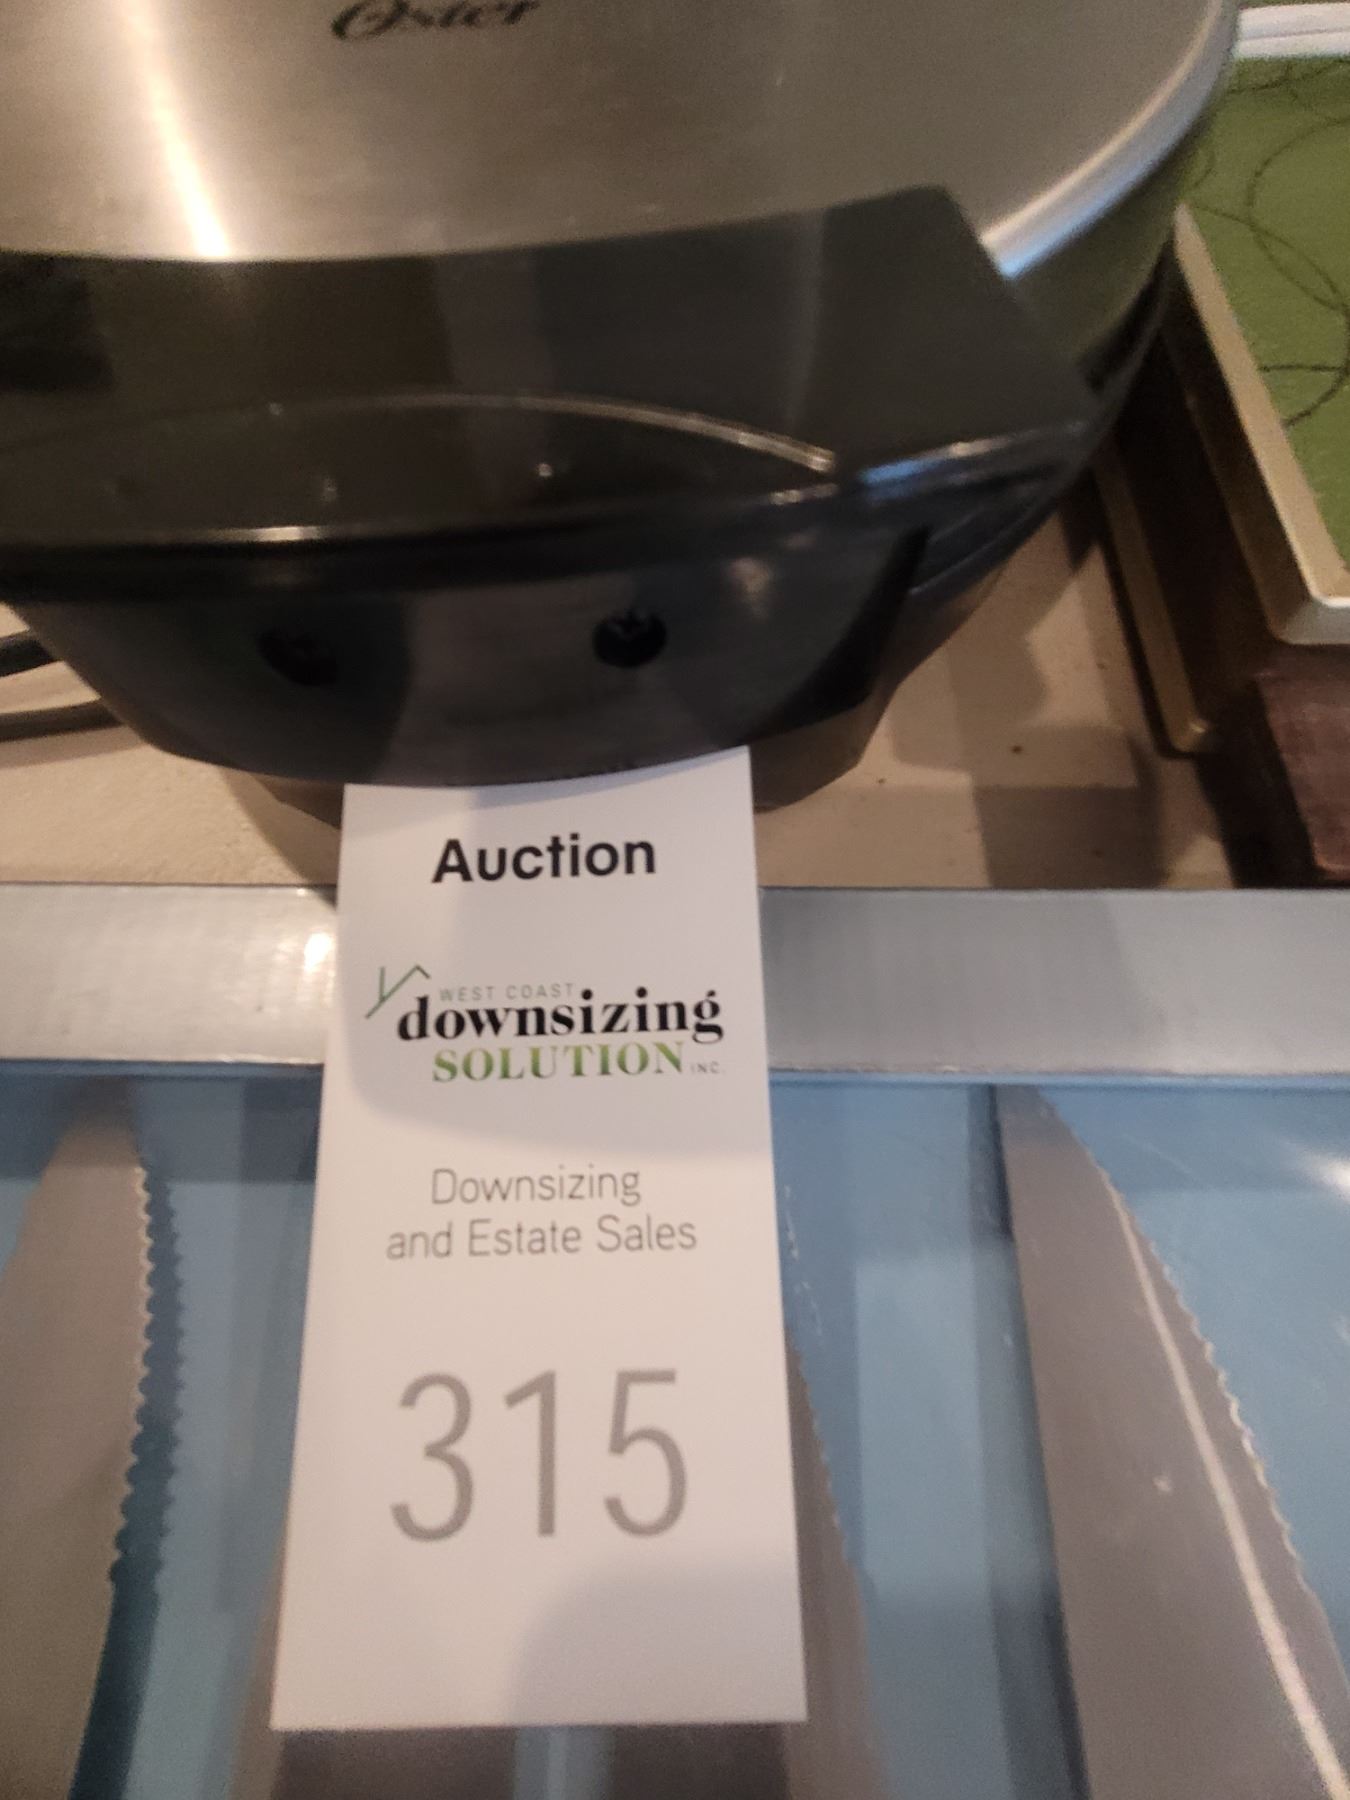 Oster
Auction
WEST COAST
downsizing
SOLUTION INC.
Downsizing
and Estate Sales
315